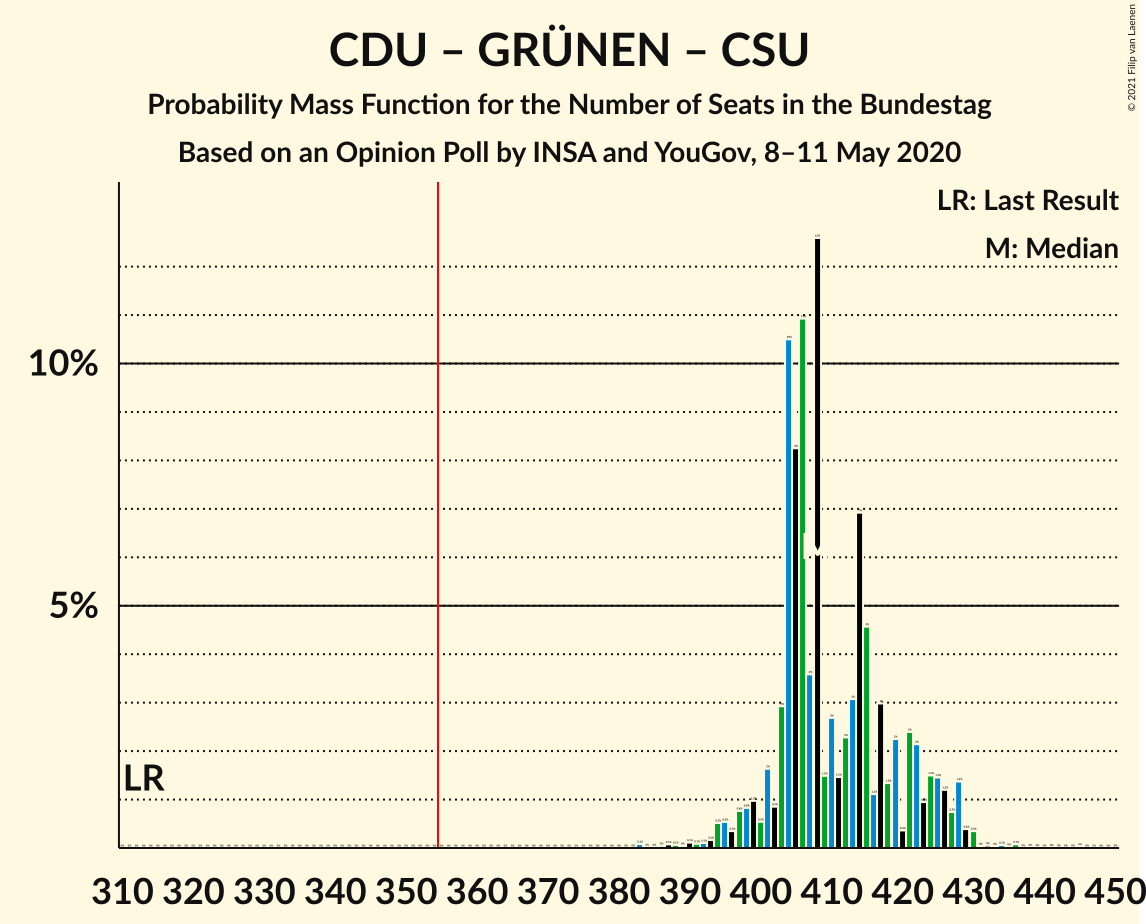 CDU – GRÜNEN – CSU
Probability Mass Function for the Number of Seats in the Bundestag
Based on an Opinion Poll by INSA and YouGov, 8–11 May 2020
© 2021 Filip van Laenen
LR: Last Result
M: Median
10%
5%
LR
310 320 330 340 350 360 370 380 390 400 410 420 430 440 450